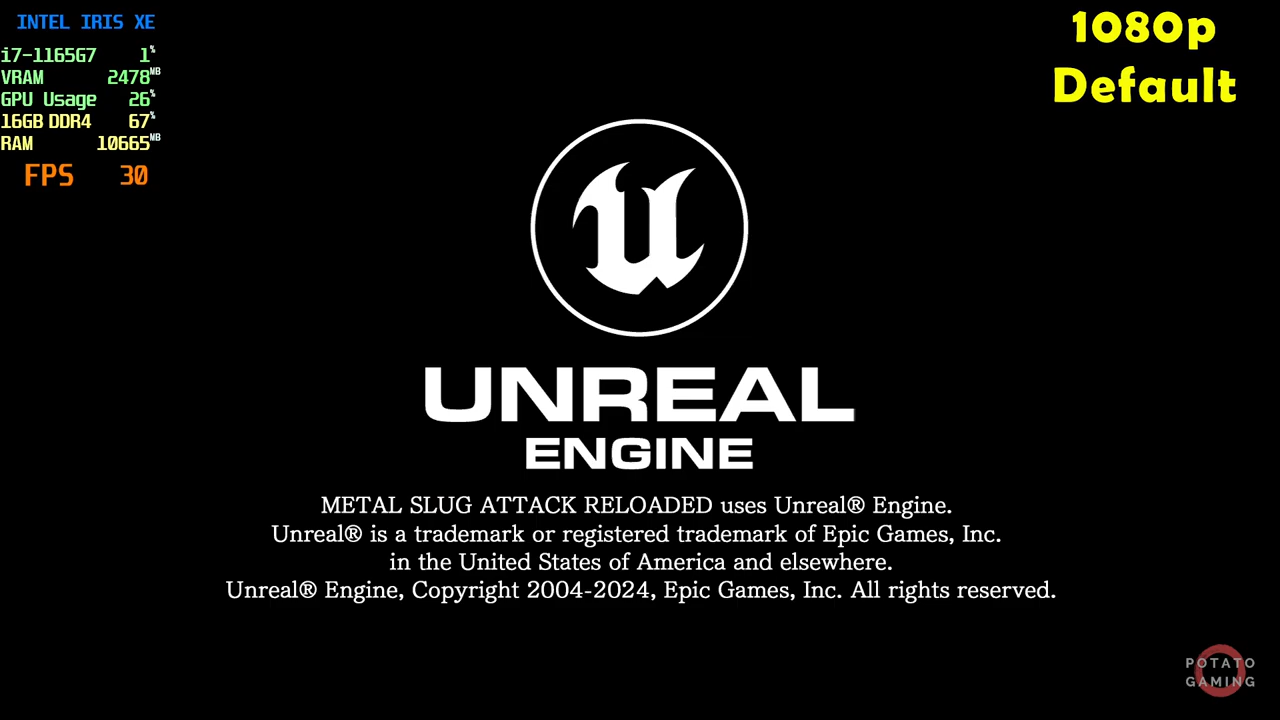 INTEL IRIS XE
i7-1165G7 1%
VRAM 2478MB
GPU Usage 26%
16GB DDR4 67%
RAM 10665MB
FPS 30
1080p
Default
UNREAL
ENGINE
METAL SLUG ATTACK RELOADED uses Unreal® Engine.
Unreal® is a trademark or registered trademark of Epic Games, Inc.
in the United States of America and elsewhere.
Unreal® Engine, Copyright 2004-2024, Epic Games, Inc. All rights reserved.
POTATO
GAMING